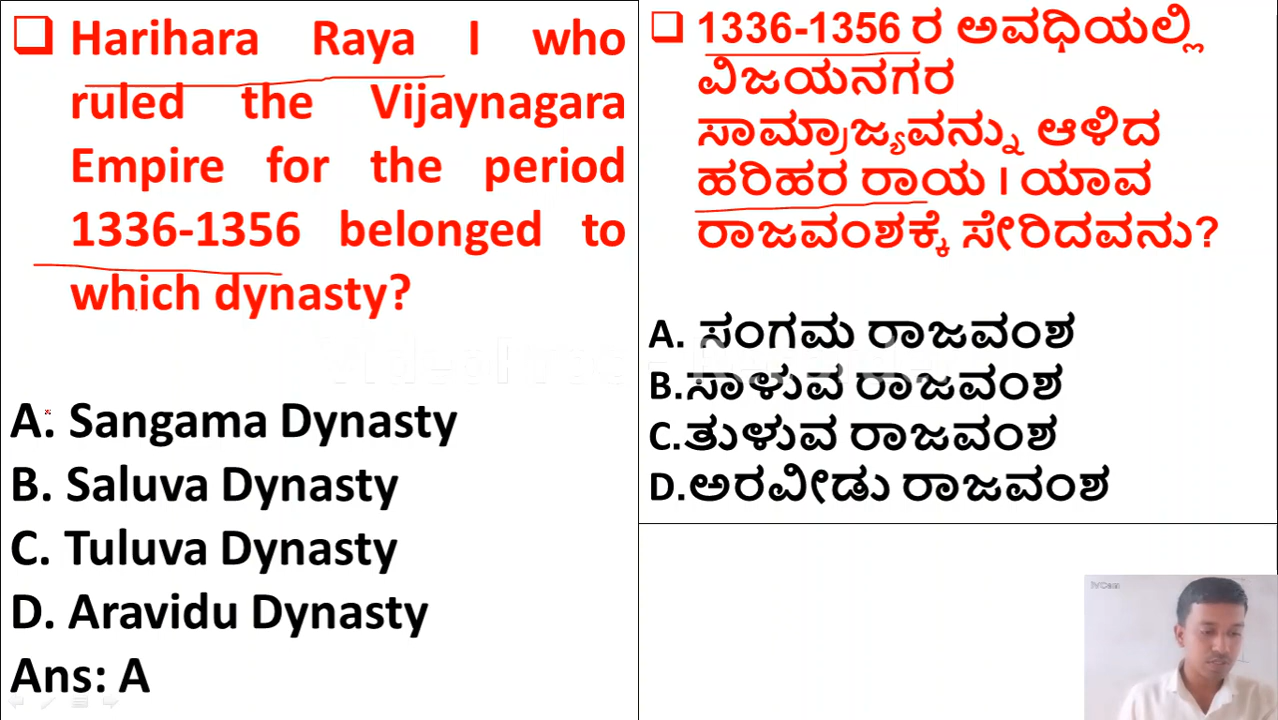 Harihara Raya I who
ruled the Vijaynagara
Empire for the period
1336-1356 belonged to
which dynasty?
A. Sangama Dynasty
B. Saluva Dynasty
C. Tuluva Dynasty
D. Aravidu Dynasty
Ans: A
1336-1356 ರ ಅವಧಿಯಲ್ಲಿ
ವಿಜಯನಗರ
ಸಾಮ್ರಾಜ್ಯವನ್ನು ಆಳಿದ
ಹರಿಹರ ರಾಯ I ಯಾವ
ರಾಜವಂಶಕ್ಕೆ ಸೇರಿದವನು?
A. ಸಂಗಮ ರಾಜವಂಶ
B.ಸಾಳುವ ರಾಜವಂಶ
C.ತುಳುವ ರಾಜವಂಶ
D.ಅರವೀಡು ರಾಜವಂಶ